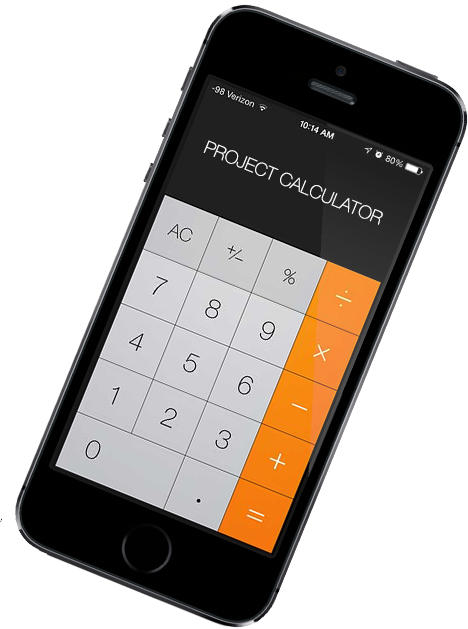 -98 Verizon 10:14 AM 80%
PROJECT CALCULATOR
AC +/- % ÷
7 8 9 ×
4 5 6 −
1 2 3 +
0 . =